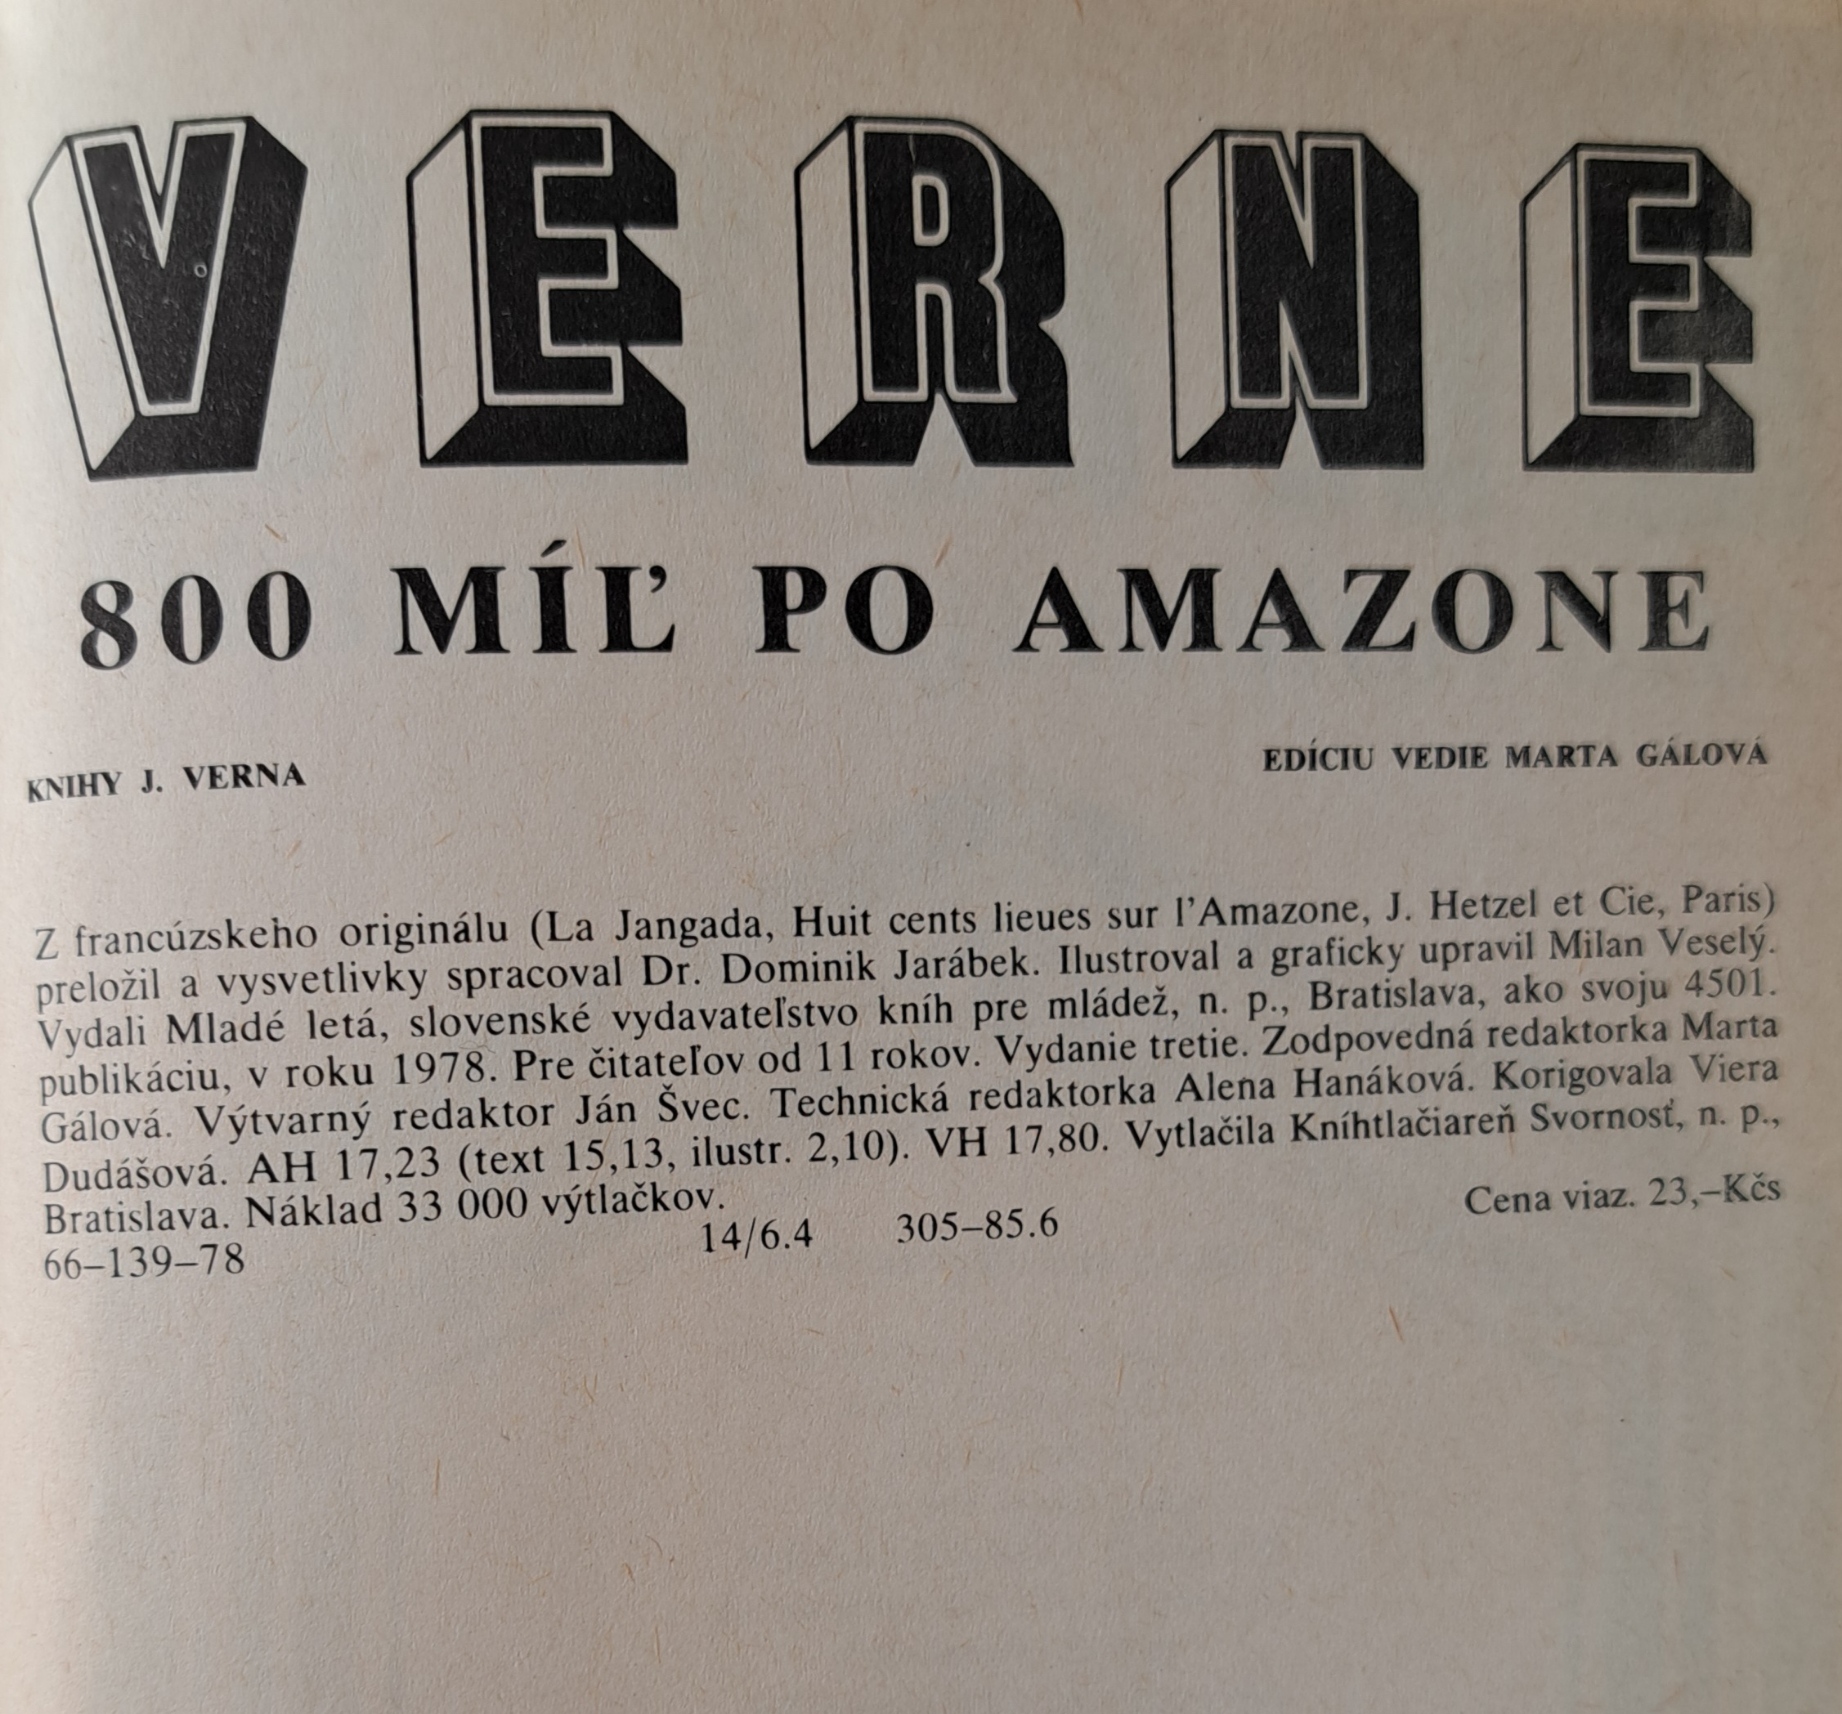 VERNE
800 MÍĽ PO AMAZONE
KNIHY J. VERNA
EDÍCIU VEDIE MARTA GÁLOVÁ
Z francúzskeho originálu (La Jangada, Huit cents lieues sur l’Amazone, J. Hetzel et Cie, Paris)
preložil a vysvetlivky spracoval Dr. Dominik Jarábek. Ilustroval a graficky upravil Milan Veselý.
Vydali Mladé letá, slovenské vydavateľstvo kníh pre mládež, n. p., Bratislava, ako svoju 4501.
publikáciu, v roku 1978. Pre čitateľov od 11 rokov. Vydanie tretie. Zodpovedná redaktorka Marta
Gálová. Výtvarný redaktor Ján Švec. Technická redaktorka Alena Hanáková. Korigovala Viera
Dudášová. AH 17,23 (text 15,13, ilustr. 2,10). VH 17,80. Vytlačila Kníhtlačiareň Svornosť, n. p.,
Bratislava. Náklad 33 000 výtlačkov.
Cena viaz. 23,–Kčs
66–139–78 14/6.4 305–85.6